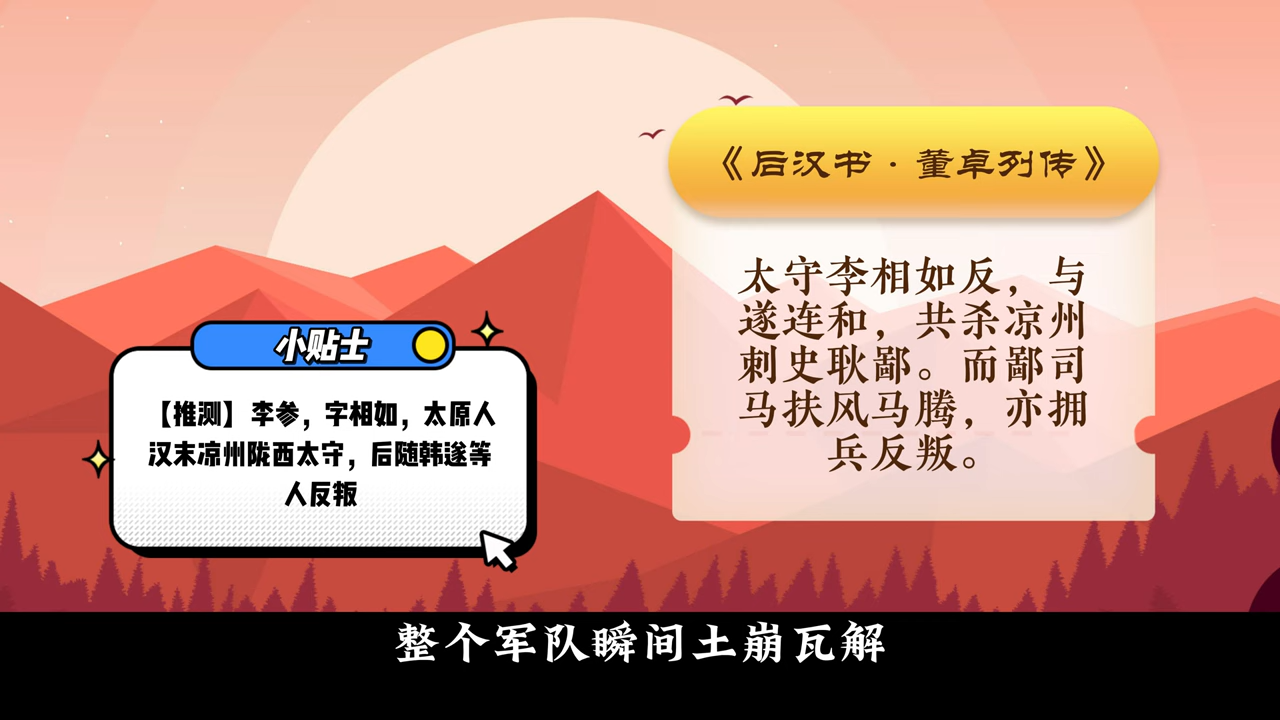 《后汉书·董卓列传》
太守李相如反，与
遂连和，共杀凉州
刺史耿鄙。而鄙司
马扶风马腾，亦拥
兵反叛。
小贴士
【推测】李参，字相如，太原人
汉末凉州陇西太守，后随韩遂等
人反叛
整个军队瞬间土崩瓦解